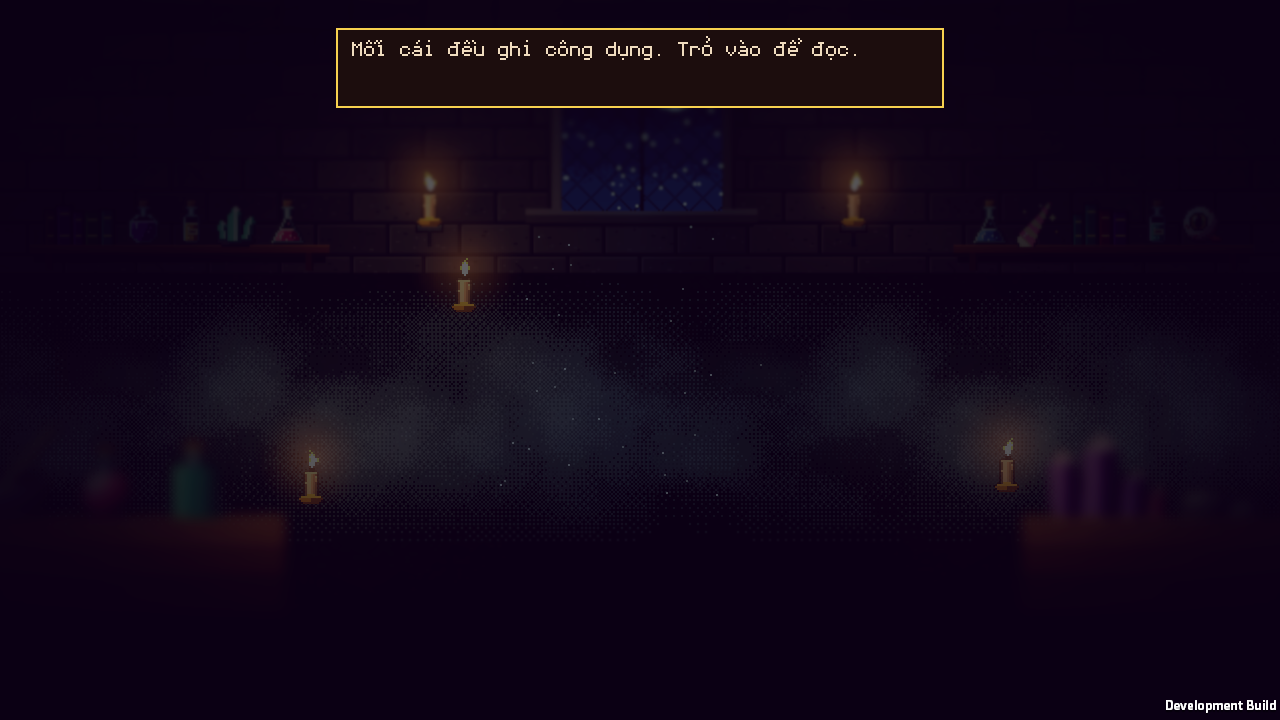 Mỗi cái đều ghi công dụng. Trỏ vào để đọc.
Development Build